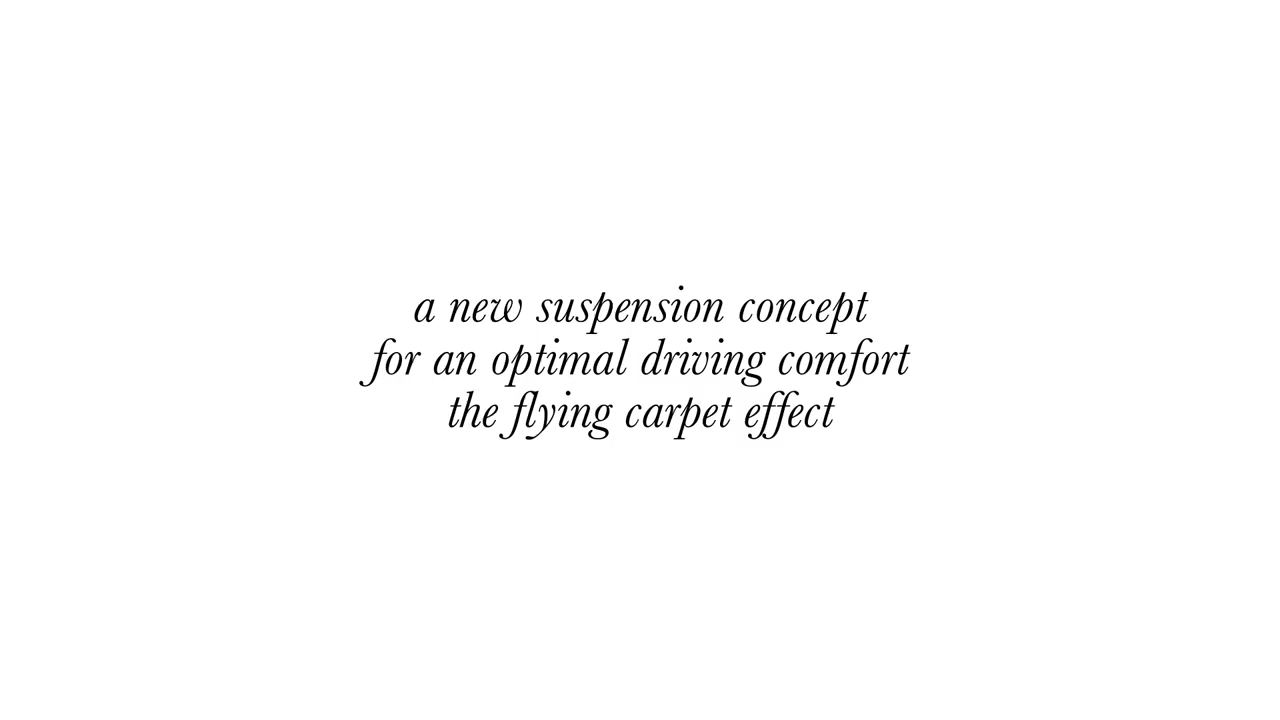 a new suspension concept
for an optimal driving comfort
the flying carpet effect